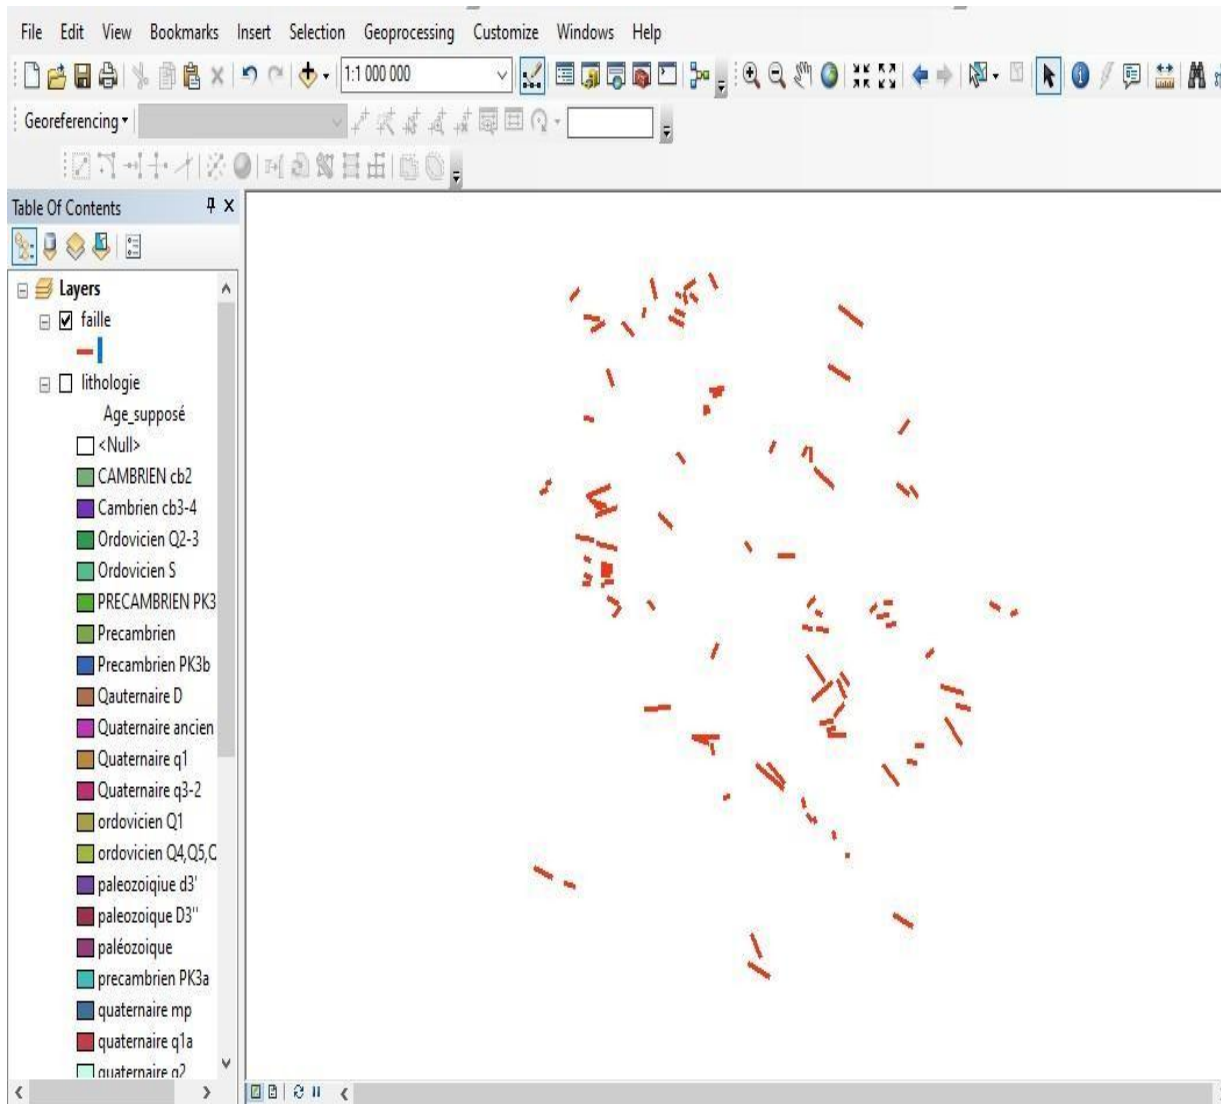 File Edit View Bookmarks Insert Selection Geoprocessing Customize Windows Help
1:1 000 000
Georeferencing
Table Of Contents
Layers
faille
lithologie
Age_supposé
<Null>
CAMBRIEN cb2
Cambrien cb3-4
Ordovicien Q2-3
Ordovicien S
PRECAMBRIEN PK3
Precambrien
Precambrien PK3b
Qauternaire D
Quaternaire ancien
Quaternaire q1
Quaternaire q3-2
ordovicien Q1
ordovicien Q4,Q5,Q
paleozoiqiue d3'
paleozoique D3''
paléozoique
precambrien PK3a
quaternaire mp
quaternaire q1a
quaternaire q2